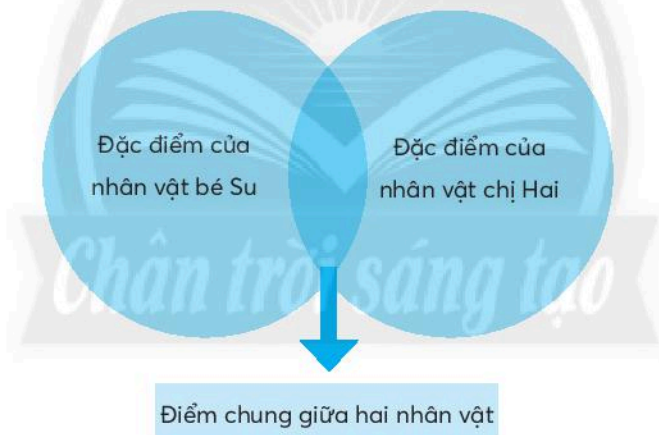 Đặc điểm của
nhân vật bé Su
Đặc điểm của
nhân vật chị Hai
Chân trời sáng tạo
Điểm chung giữa hai nhân vật